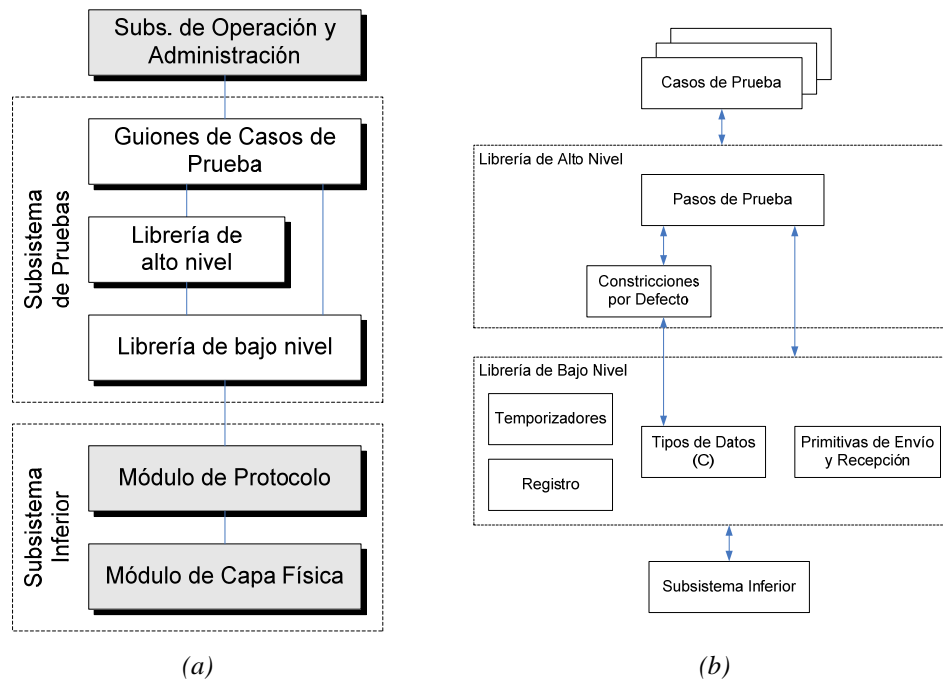 Subs. de Operación y
Administración
Subsistema
de Pruebas
Guiones de Casos de
Prueba
Librería de
alto nivel
Librería de bajo nivel
Subsistema
Inferior
Módulo de Protocolo
Módulo de Capa Física
(a)
Casos de Prueba
Librería de Alto Nivel
Pasos de Prueba
Constricciones
por Defecto
Librería de Bajo Nivel
Temporizadores
Registro
Tipos de Datos
(C)
Primitivas de Envío
y Recepción
Subsistema Inferior
(b)